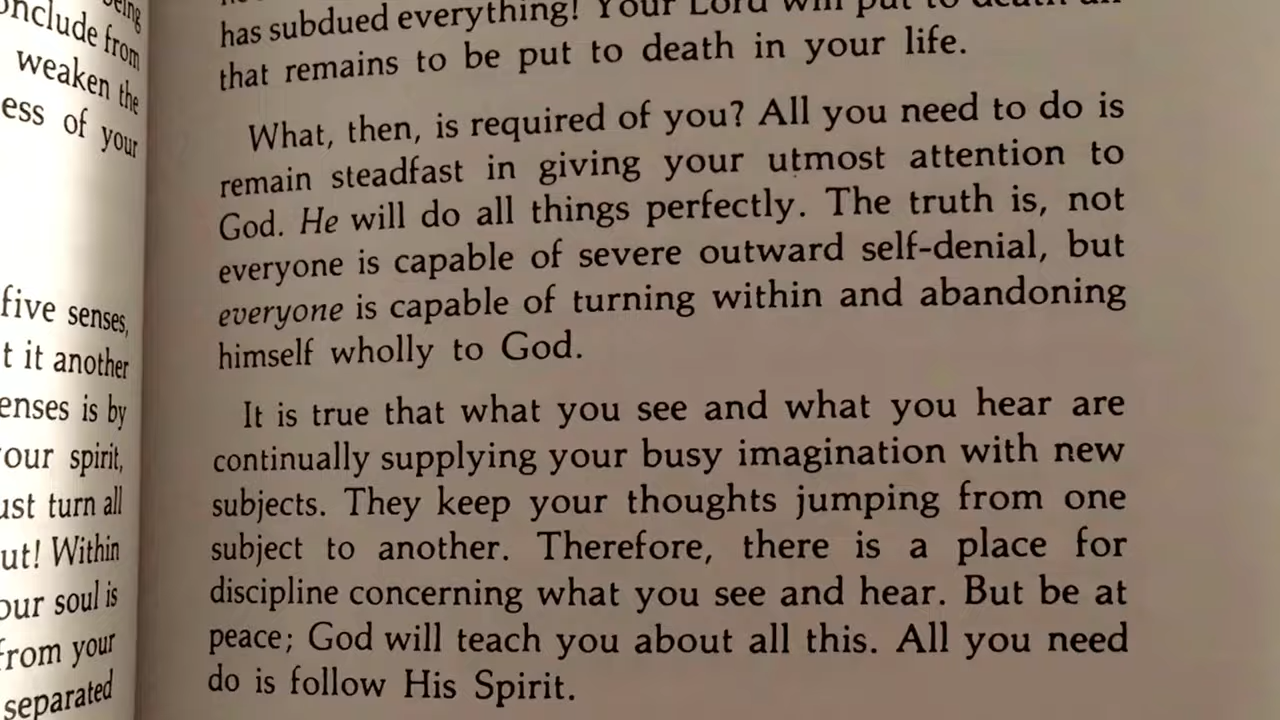 being
onclude from
weaken the
ess of your
five senses,
t it another
enses is by
our spirit,
ust turn all
ut! Within
our soul is
from your
separated
has subdued everything! Your Lord will put to death all
that remains to be put to death in your life.
What, then, is required of you? All you need to do is
remain steadfast in giving your utmost attention to
God. He will do all things perfectly. The truth is, not
everyone is capable of severe outward self-denial, but
everyone is capable of turning within and abandoning
himself wholly to God.
It is true that what you see and what you hear are
continually supplying your busy imagination with new
subjects. They keep your thoughts jumping from one
subject to another. Therefore, there is a place for
discipline concerning what you see and hear. But be at
peace; God will teach you about all this. All you need
do is follow His Spirit.